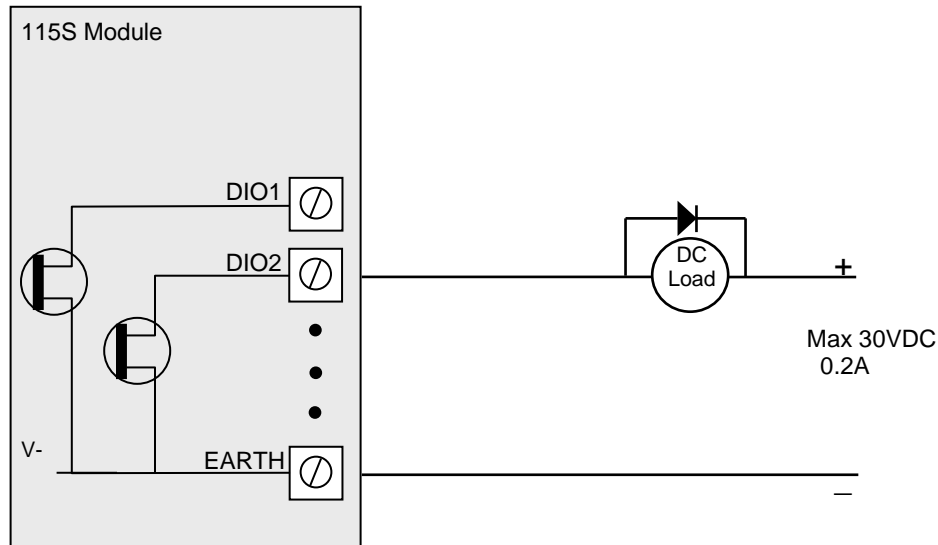 115S Module
DIO1
DIO2
DC
Load
+
Max 30VDC
0.2A
V-
EARTH
–